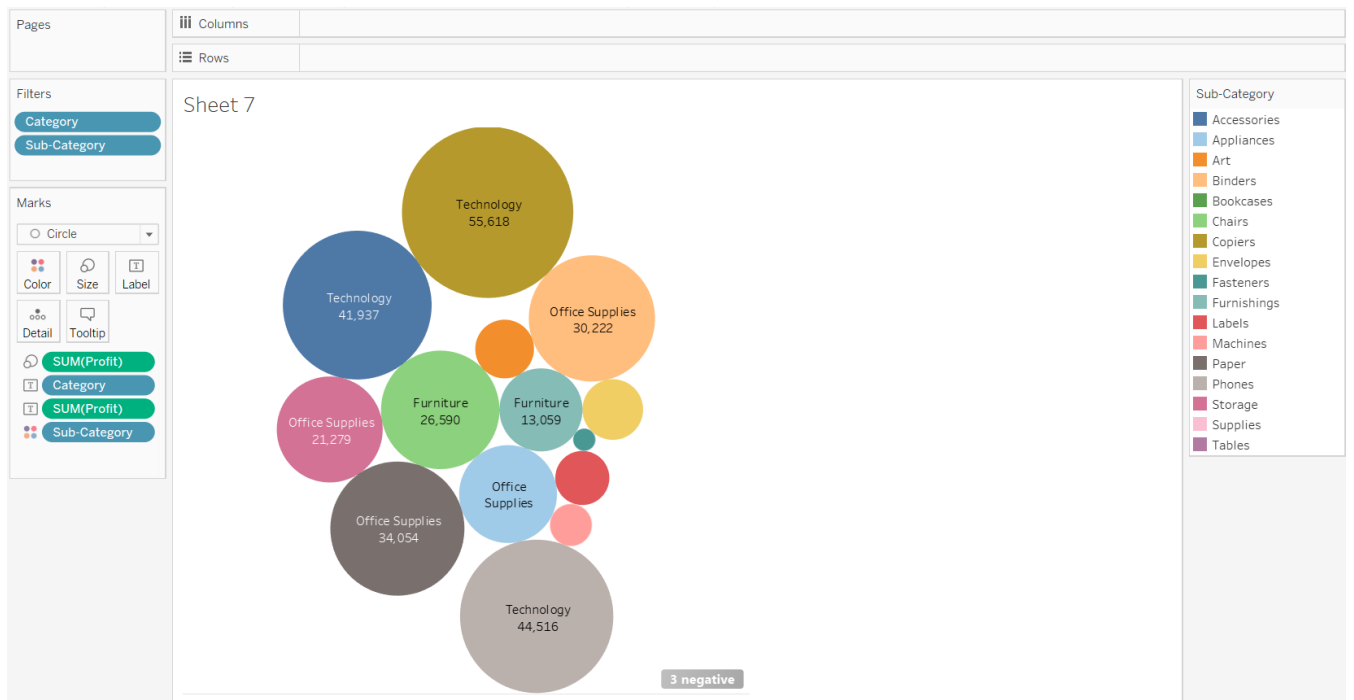 Pages
Columns
Rows
Filters
Category
Sub-Category
Marks
Circle
Color
Size
T
Label
Detail
Tooltip
SUM(Profit)
T
Category
T
SUM(Profit)
Sub-Category
Sheet 7
Technology
55,618
Technology
41,937
Office Supplies
30,222
Furniture
26,590
Furniture
13,059
Office Supplies
21,279
Office
Supplies
Office Supplies
34,054
Technology
44,516
3 negative
Sub-Category
Accessories
Appliances
Art
Binders
Bookcases
Chairs
Copiers
Envelopes
Fasteners
Furnishings
Labels
Machines
Paper
Phones
Storage
Supplies
Tables